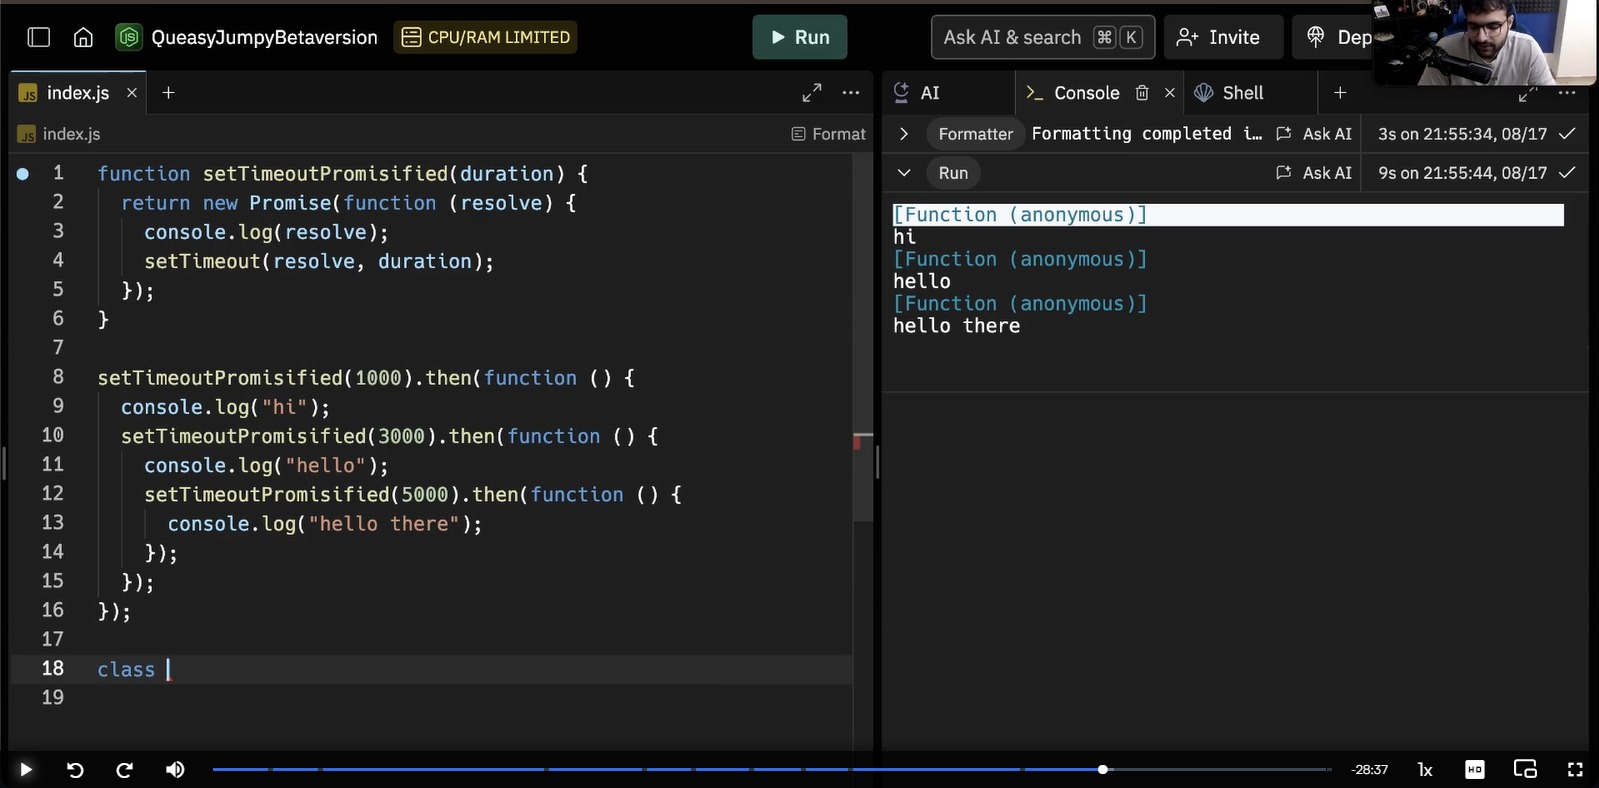 QueasyJumpyBetaversion
CPU/RAM LIMITED
Run
Ask AI & search ⌘ K
Invite
Dep
JS index.js ×
+
AI
Console ×
Shell
+
JS index.js
Format
Formatter Formatting completed i… Ask AI 3s on 21:55:34, 08/17
Run Ask AI 9s on 21:55:44, 08/17
1 function setTimeoutPromisified(duration) {
2 return new Promise(function (resolve) {
3 console.log(resolve);
4 setTimeout(resolve, duration);
5 });
6 }
7
8 setTimeoutPromisified(1000).then(function () {
9 console.log("hi");
10 setTimeoutPromisified(3000).then(function () {
11 console.log("hello");
12 setTimeoutPromisified(5000).then(function () {
13 console.log("hello there");
14 });
15 });
16 });
17
18 class
19
[Function (anonymous)]
hi
[Function (anonymous)]
hello
[Function (anonymous)]
hello there
-28:37
1x
HD